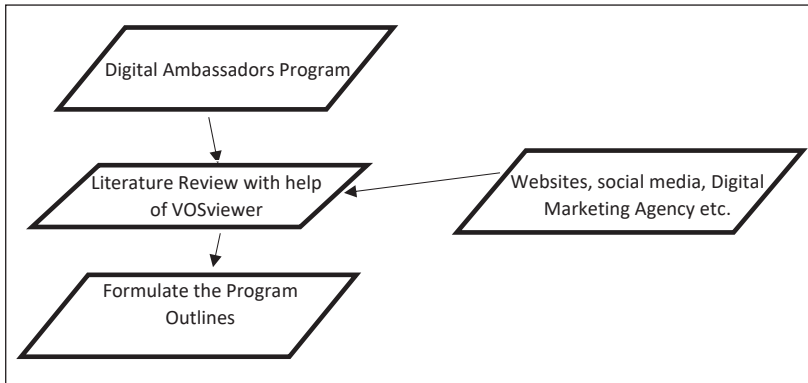 Digital Ambassadors Program
Literature Review with help
of VOSviewer
Websites, social media, Digital
Marketing Agency etc.
Formulate the Program
Outlines